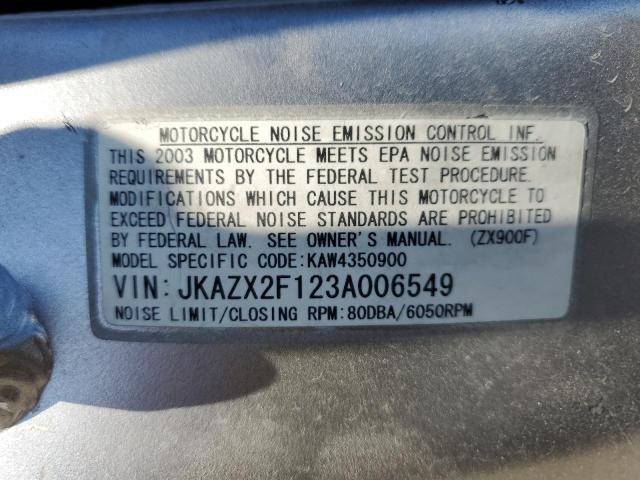 MOTORCYCLE NOISE EMISSION CONTROL INF.
THIS 2003 MOTORCYCLE MEETS EPA NOISE EMISSION
REQUIREMENTS BY THE FEDERAL TEST PROCEDURE.
MODIFICATIONS WHICH CAUSE THIS MOTORCYCLE TO
EXCEED FEDERAL NOISE STANDARDS ARE PROHIBITED
BY FEDERAL LAW. SEE OWNER'S MANUAL. (ZX900F)
MODEL SPECIFIC CODE:KAW4350900
VIN:JKAZX2F123A006549
NOISE LIMIT/CLOSING RPM:80DBA/6050RPM